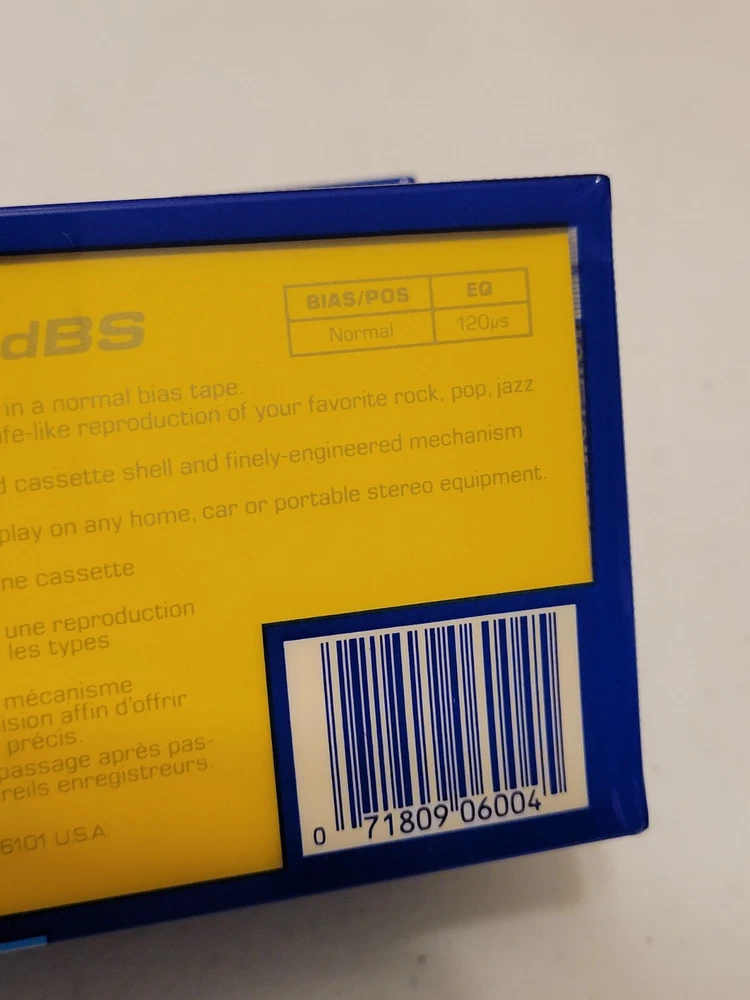 dBS
BIAS/POS EQ
Normal 120µs
in a normal bias tape.
ife-like reproduction of your favorite rock, pop, jazz
d cassette shell and finely-engineered mechanism
play on any home, car or portable stereo equipment.
ne cassette
une reproduction
les types
mécanisme
ision affin d'offrir
précis.
passage après pas-
reils enregistreurs.
6101 U.S.A.
0 71809 06004